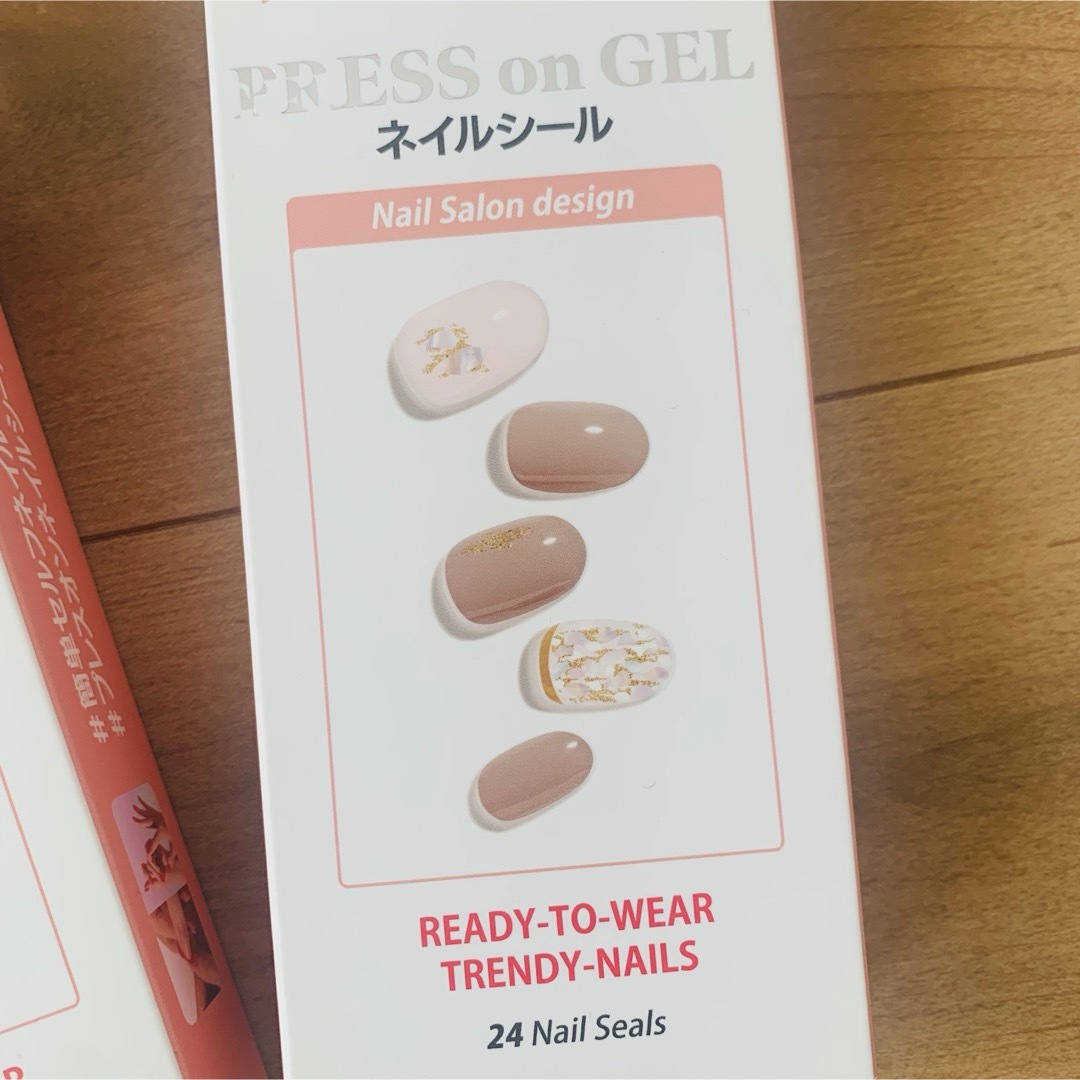 PRESS on GEL
ネイルシール
Nail Salon design
READY-TO-WEAR
TRENDY-NAILS
24 Nail Seals
#簡単セルフネイル
#プレスオンネイルシー